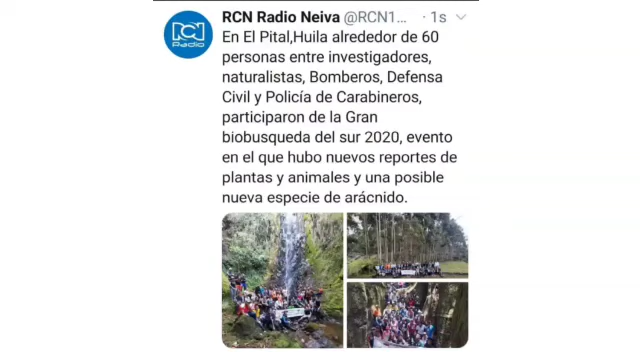 RCN Radio Neiva @RCN1... · 1s
En El Pital,Huila alrededor de 60
personas entre investigadores,
naturalistas, Bomberos, Defensa
Civil y Policía de Carabineros,
participaron de la Gran
biobusqueda del sur 2020, evento
en el que hubo nuevos reportes de
plantas y animales y una posible
nueva especie de arácnido.
RCN
Radio